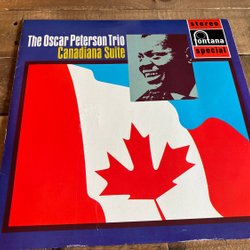 The Oscar Peterson Trio
Canadiana Suite
stereo
fontana
special